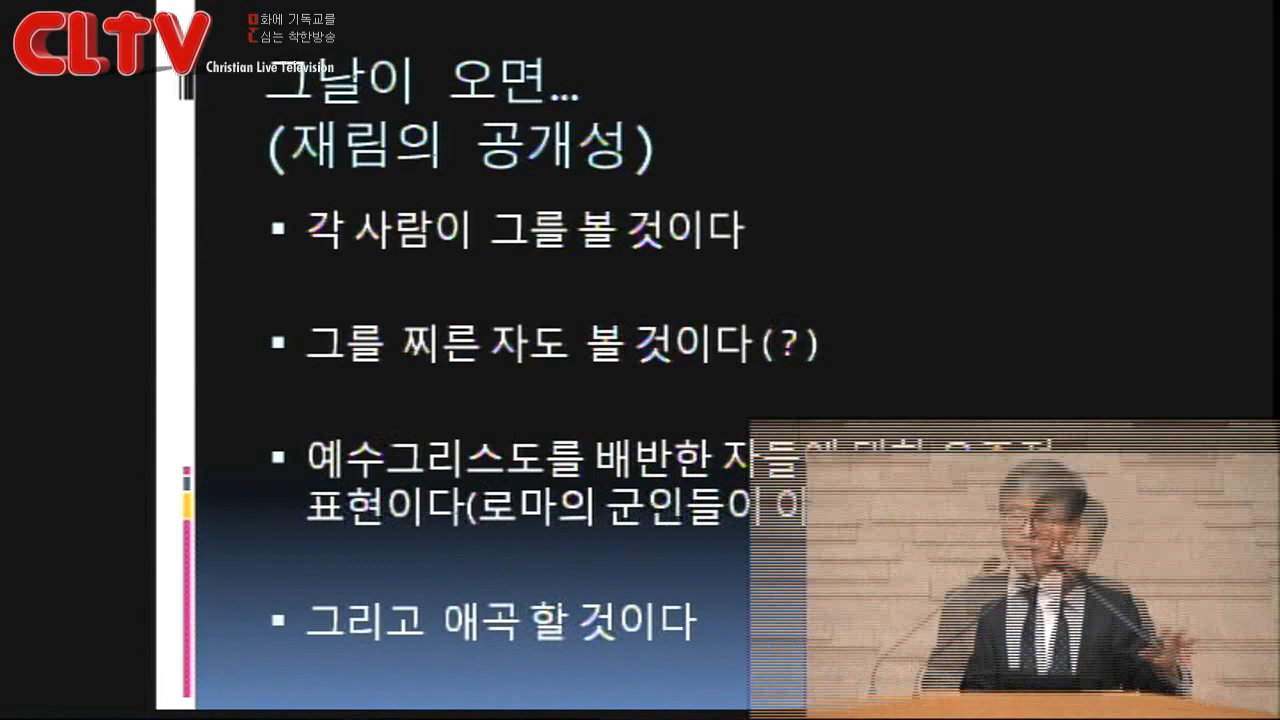 CLTV
문화에 기독교를
심는 착한방송
Christian Live Television
그날이 오면...
(재림의 공개성)
▪ 각 사람이 그를 볼 것이다
▪ 그를 찌른 자도 볼 것이다(?)
▪ 예수그리스도를 배반한 자들에 대한
표현이다(로마의 군인들이
▪ 그리고 애곡 할 것이다